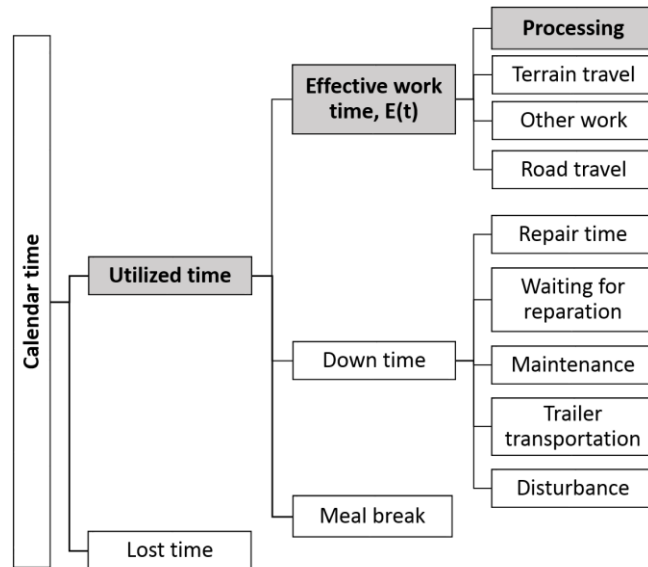 Calendar time
Utilized time
Lost time
Effective work
time, E(t)
Down time
Meal break
Processing
Terrain travel
Other work
Road travel
Repair time
Waiting for
reparation
Maintenance
Trailer
transportation
Disturbance